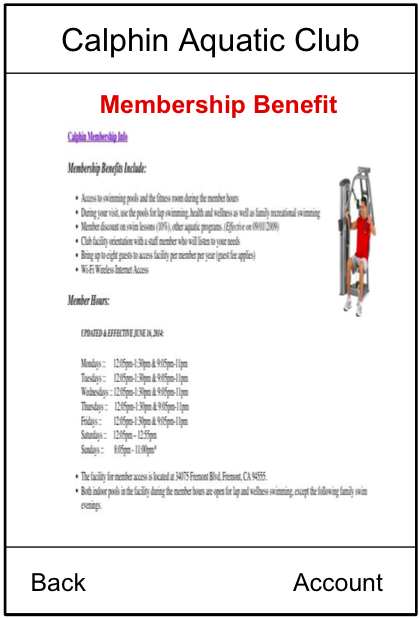 Calphin Aquatic Club
Membership Benefit
Calphin Membership Info
Membership Benefits Include:
• Access to swimming pools and the fitness room during the member hours
• During your visit, use the pools for lap swimming, health and wellness as well as family recreational swimming
• Member discount on swim lessons (10%), other aquatic programs. (Effective on 09/01/2009)
• Club facility orientation with a staff member who will listen to your needs
• Bring up to eight guests to access facility per member per year (guest fee applies)
• Wi-Fi Wireless Internet Access
Member Hours:
UPDATED & EFFECTIVE JUNE 16, 2014:
Mondays :: 12:05pm-1:30pm & 9:05pm-11pm
Tuesdays :: 12:05pm-1:30pm & 9:05pm-11pm
Wednesdays :: 12:05pm-1:30pm & 9:05pm-11pm
Thursdays :: 12:05pm-1:30pm & 9:05pm-11pm
Fridays :: 12:05pm-1:30pm & 9:05pm-11pm
Saturdays :: 12:05pm – 12:55pm
Sundays :: 8:05pm - 11:00pm*
• The facility for member access is located at 34075 Fremont Blvd, Fremont, CA 94555.
• Both indoor pools in the facility during the member hours are open for lap and wellness swimming, except the following family swim
evenings.
Back
Account